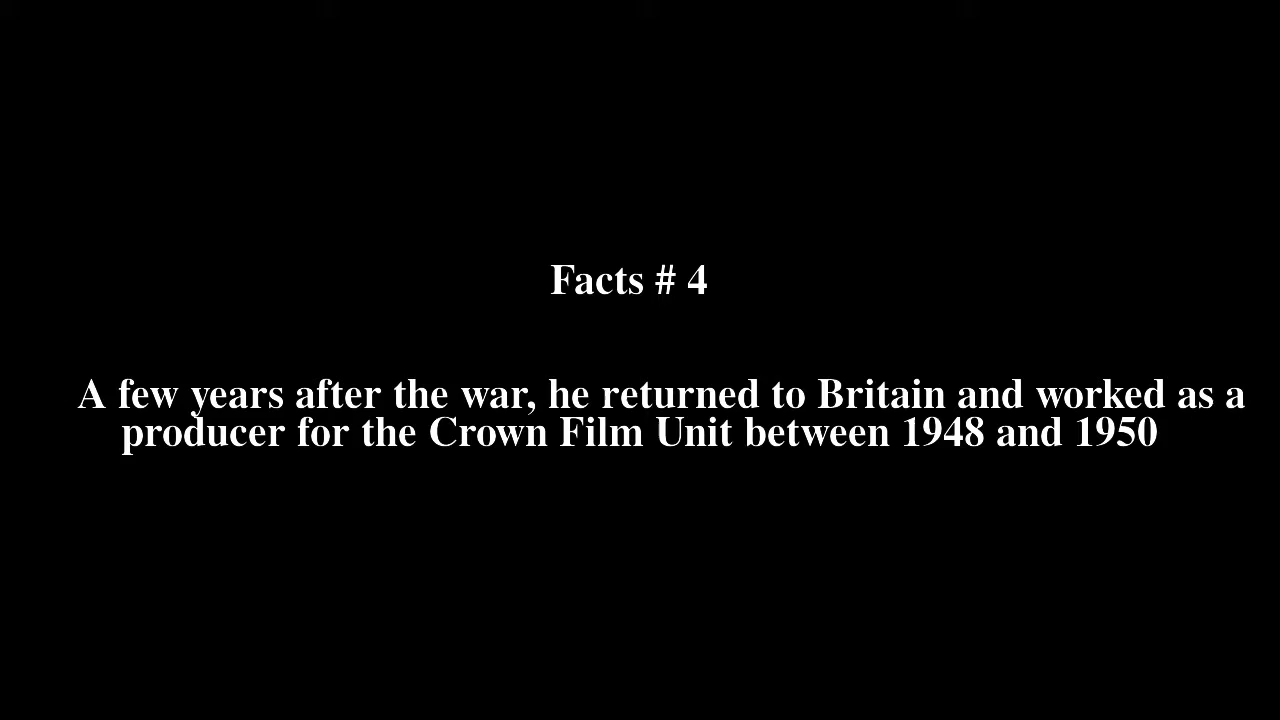 Facts # 4
A few years after the war, he returned to Britain and worked as a
producer for the Crown Film Unit between 1948 and 1950